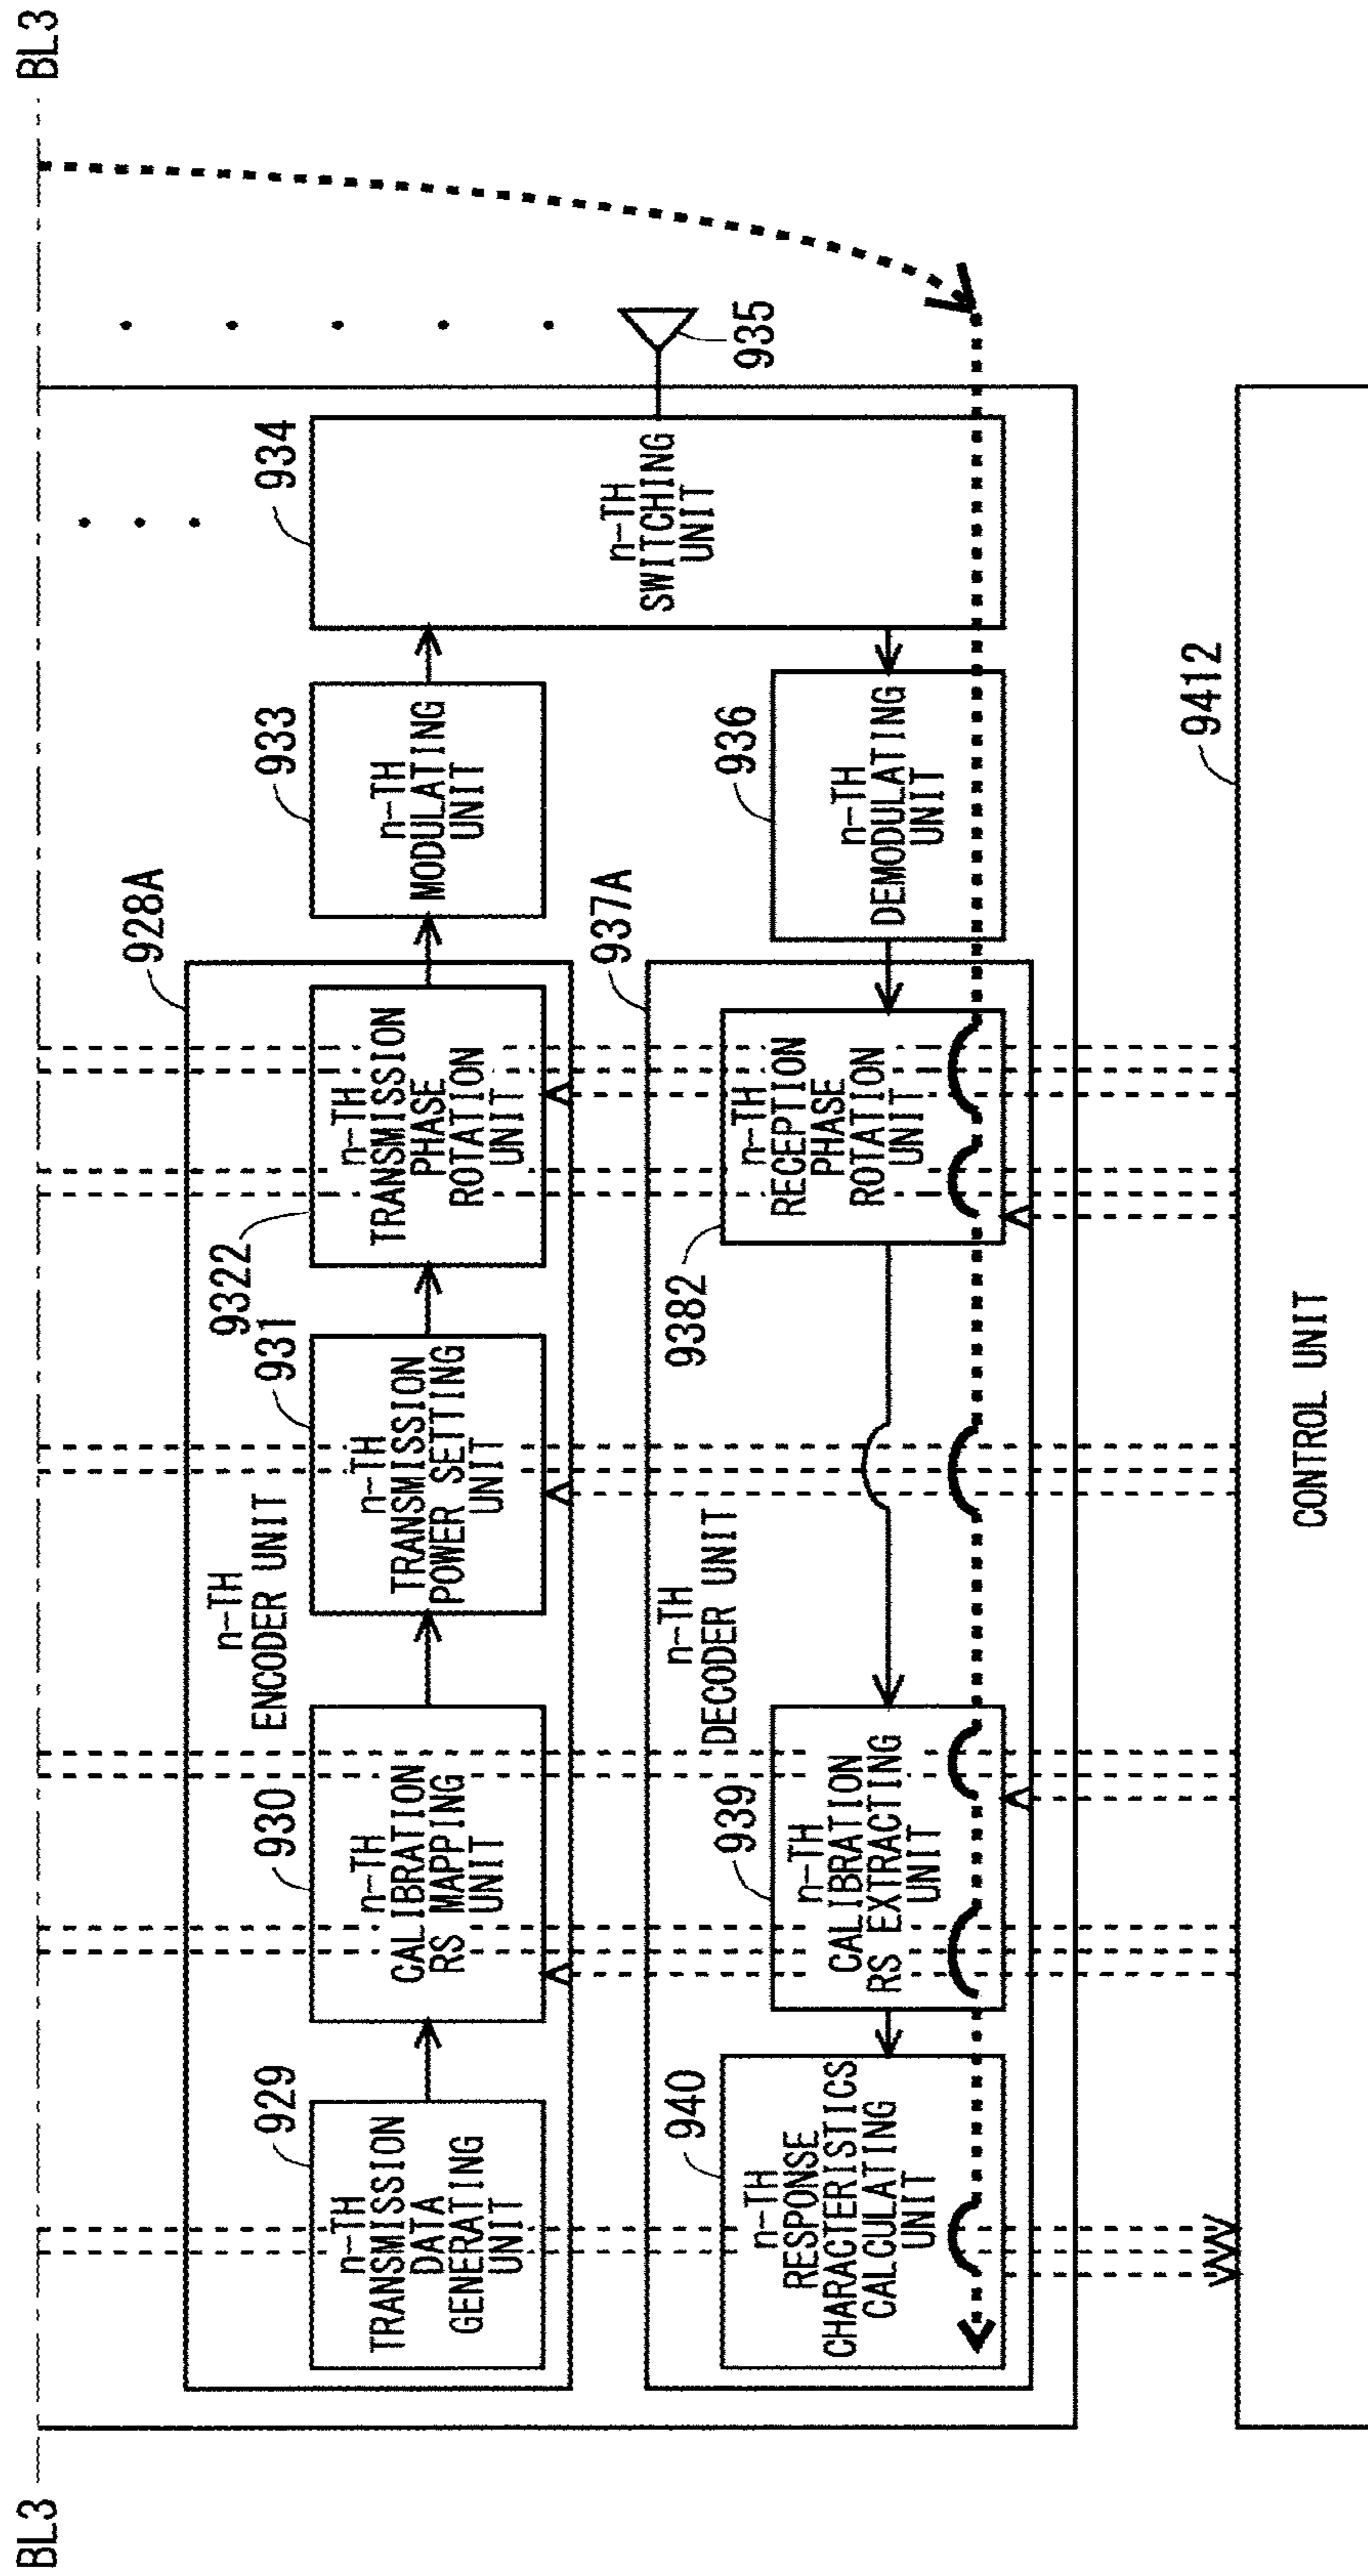 BL3
BL3
928A
n-TH
ENCODER UNIT
929
n-TH
TRANSMISSION
DATA
GENERATING
UNIT
930
n-TH
CALIBRATION
RS MAPPING
UNIT
931
n-TH
TRANSMISSION
POWER SETTING
UNIT
9322
n-TH
TRANSMISSION
PHASE
ROTATION
UNIT
933
n-TH
MODULATING
UNIT
934
n-TH
SWITCHING
UNIT
935
937A
n-TH
DECODER UNIT
940
n-TH
RESPONSE
CHARACTERISTICS
CALCULATING
UNIT
939
n-TH
CALIBRATION
RS EXTRACTING
UNIT
9382
n-TH
RECEPTION
PHASE
ROTATION
UNIT
936
n-TH
DEMODULATING
UNIT
9412
CONTROL UNIT